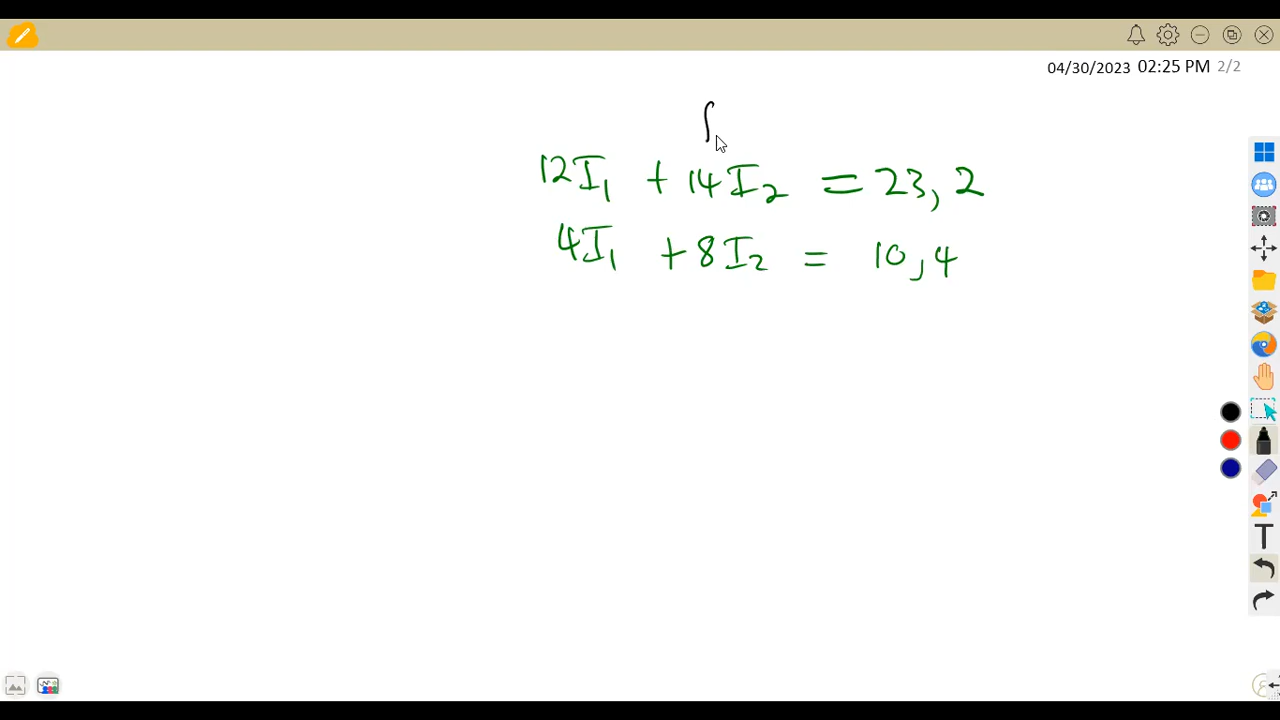 04/30/2023 02:25 PM 2/2
12I₁ + 14I₂ = 23,2
4I₁ + 8I₂ = 10,4
T